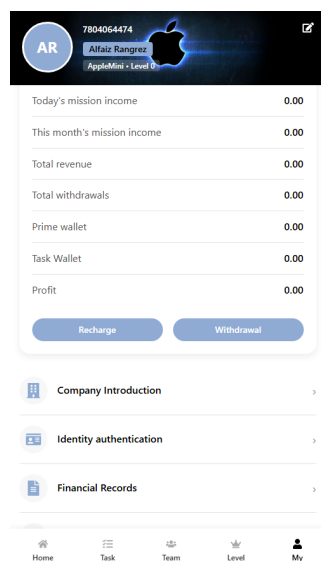 AR
7804064474
Alfaiz Rangrez
AppleMini • Level 0
Today's mission income 0.00
This month's mission income 0.00
Total revenue 0.00
Total withdrawals 0.00
Prime wallet 0.00
Task Wallet 0.00
Profit 0.00
Recharge Withdrawal
Company Introduction
Identity authentication
Financial Records
Home Task Team Level My